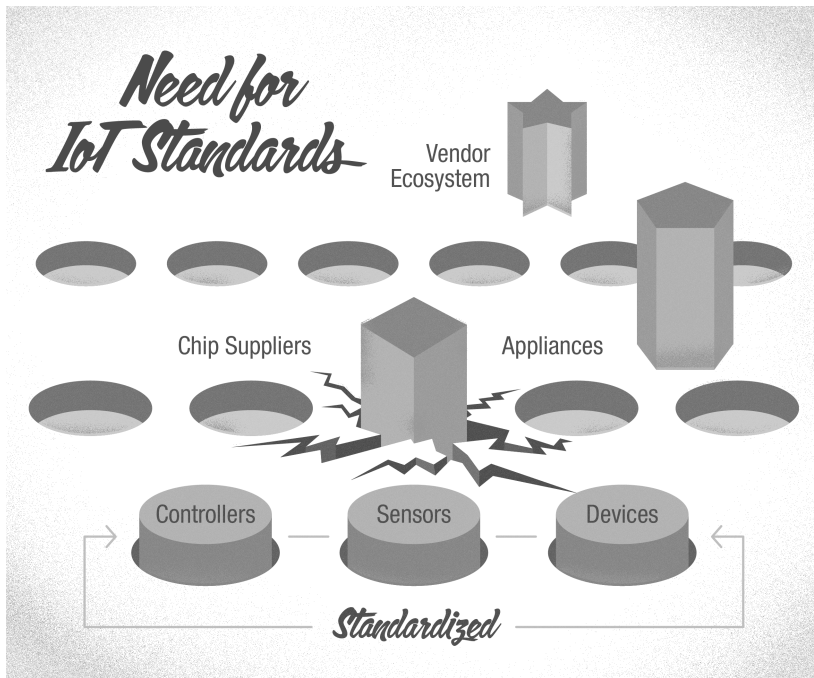 Need for
IoT Standards
Vendor
Ecosystem
Chip Suppliers
Appliances
Controllers
Sensors
Devices
Standardized